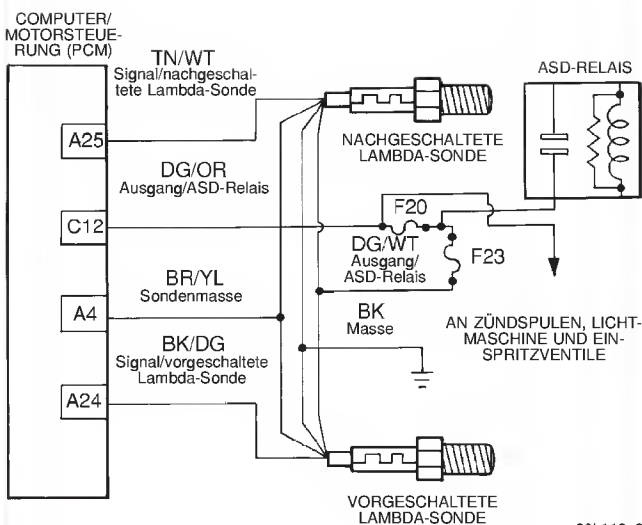 COMPUTER/
MOTORSTEUE-
RUNG (PCM)
TN/WT
Signal/nachgeschal-
tete Lambda-Sonde
A25
NACHGESCHALTETE
LAMBDA-SONDE
ASD-RELAIS
DG/OR
Ausgang/ASD-Relais
C12
F20
DG/WT
Ausgang/
ASD-Relais
F23
BR/YL
Sondenmasse
A4
BK
Masse
AN ZÜNDSPULEN, LICHT-
MASCHINE UND EIN-
SPRITZVENTILE
BK/DG
Signal/vorgeschaltete
Lambda-Sonde
A24
VORGESCHALTETE
LAMBDA-SONDE